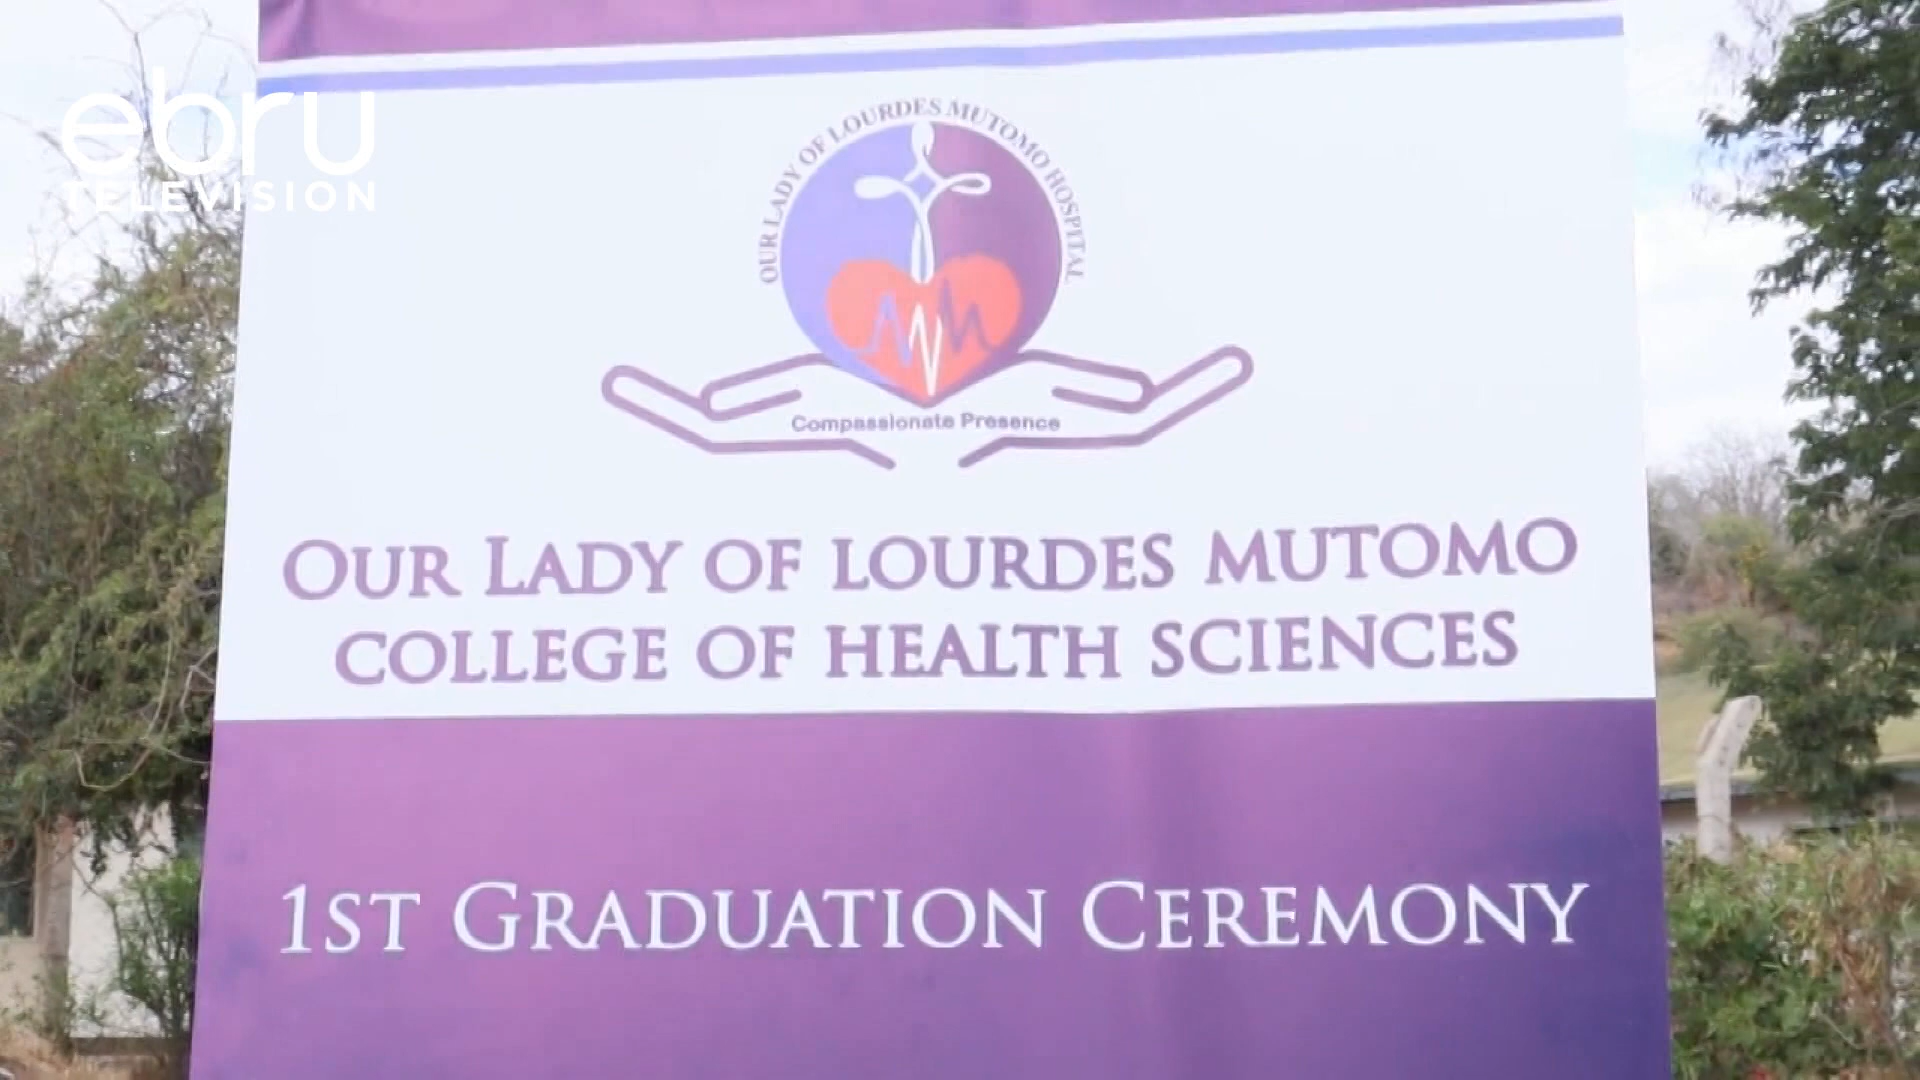 ebru
TELEVISION
OUR LADY OF LOURDES MUTOMO HOSPITAL
Compassionate Presence
OUR LADY OF LOURDES MUTOMO
COLLEGE OF HEALTH SCIENCES
1ST GRADUATION CEREMONY